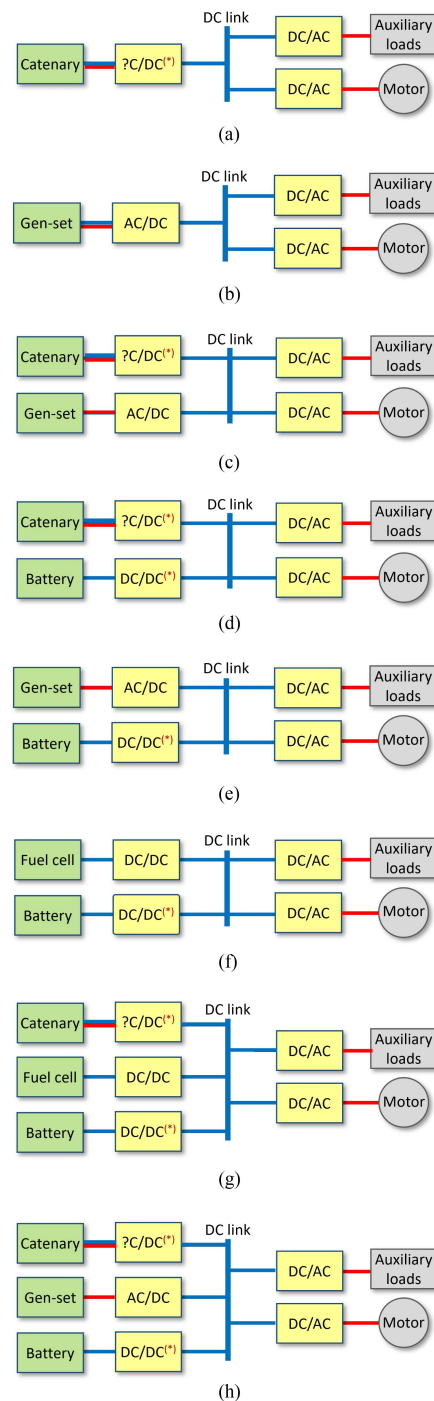 DC link
Catenary ?C/DC(*) DC/AC Auxiliary
loads
DC/AC Motor
(a)
DC link
Gen-set AC/DC DC/AC Auxiliary
loads
DC/AC Motor
(b)
DC link
Catenary ?C/DC(*) DC/AC Auxiliary
loads
Gen-set AC/DC DC/AC Motor
(c)
DC link
Catenary ?C/DC(*) DC/AC Auxiliary
loads
Battery DC/DC(*) DC/AC Motor
(d)
DC link
Gen-set AC/DC DC/AC Auxiliary
loads
Battery DC/DC(*) DC/AC Motor
(e)
DC link
Fuel cell DC/DC DC/AC Auxiliary
loads
Battery DC/DC(*) DC/AC Motor
(f)
DC link
Catenary ?C/DC(*)
DC/AC Auxiliary
loads
Fuel cell DC/DC
DC/AC Motor
Battery DC/DC(*)
(g)
DC link
Catenary ?C/DC(*)
DC/AC Auxiliary
loads
Gen-set AC/DC
DC/AC Motor
Battery DC/DC(*)
(h)